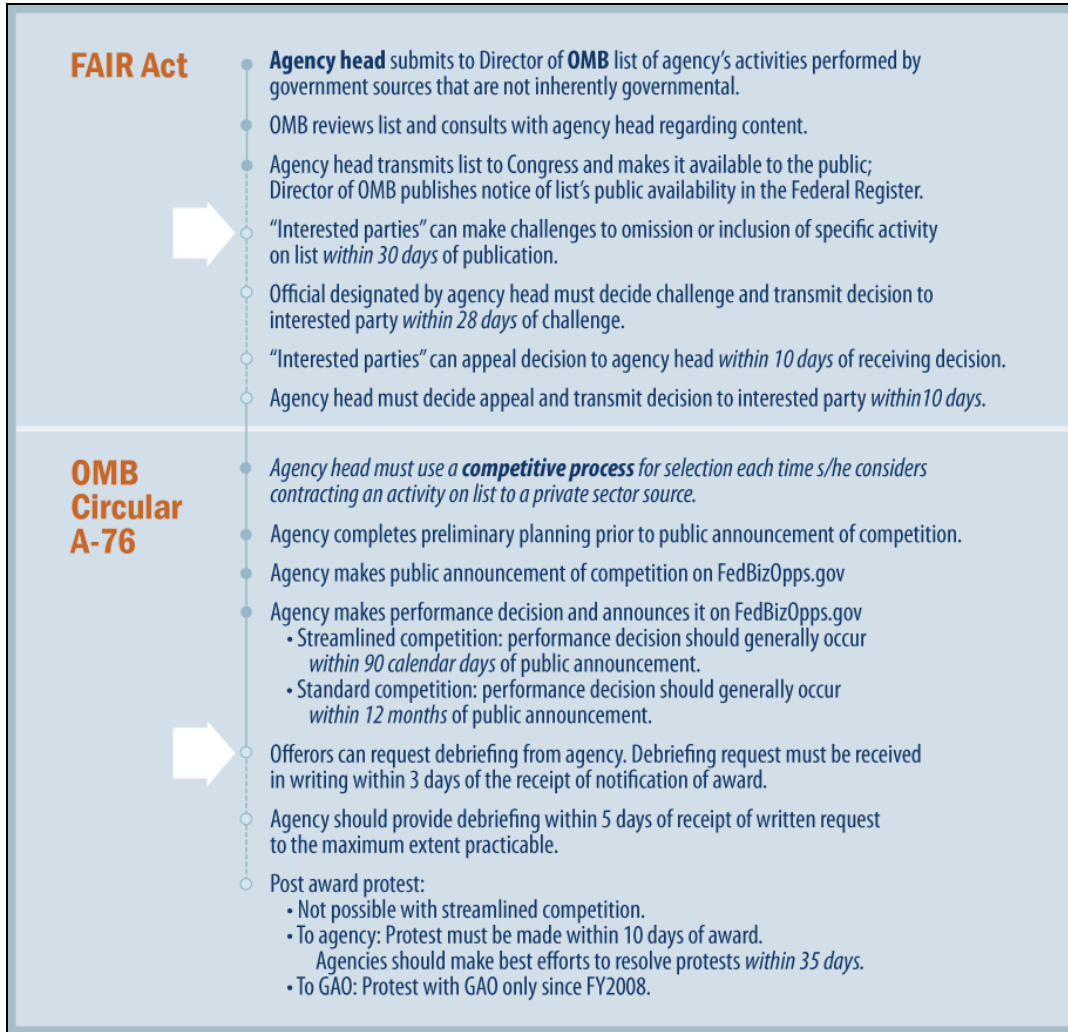 FAIR Act
Agency head submits to Director of OMB list of agency’s activities performed by
government sources that are not inherently governmental.
OMB reviews list and consults with agency head regarding content.
Agency head transmits list to Congress and makes it available to the public;
Director of OMB publishes notice of list’s public availability in the Federal Register.
“Interested parties” can make challenges to omission or inclusion of specific activity
on list within 30 days of publication.
Official designated by agency head must decide challenge and transmit decision to
interested party within 28 days of challenge.
“Interested parties” can appeal decision to agency head within 10 days of receiving decision.
Agency head must decide appeal and transmit decision to interested party within10 days.
OMB
Circular
A-76
Agency head must use a competitive process for selection each time s/he considers
contracting an activity on list to a private sector source.
Agency completes preliminary planning prior to public announcement of competition.
Agency makes public announcement of competition on FedBizOpps.gov
Agency makes performance decision and announces it on FedBizOpps.gov
• Streamlined competition: performance decision should generally occur
within 90 calendar days of public announcement.
• Standard competition: performance decision should generally occur
within 12 months of public announcement.
Offerors can request debriefing from agency. Debriefing request must be received
in writing within 3 days of the receipt of notification of award.
Agency should provide debriefing within 5 days of receipt of written request
to the maximum extent practicable.
Post award protest:
• Not possible with streamlined competition.
• To agency: Protest must be made within 10 days of award.
Agencies should make best efforts to resolve protests within 35 days.
• To GAO: Protest with GAO only since FY2008.